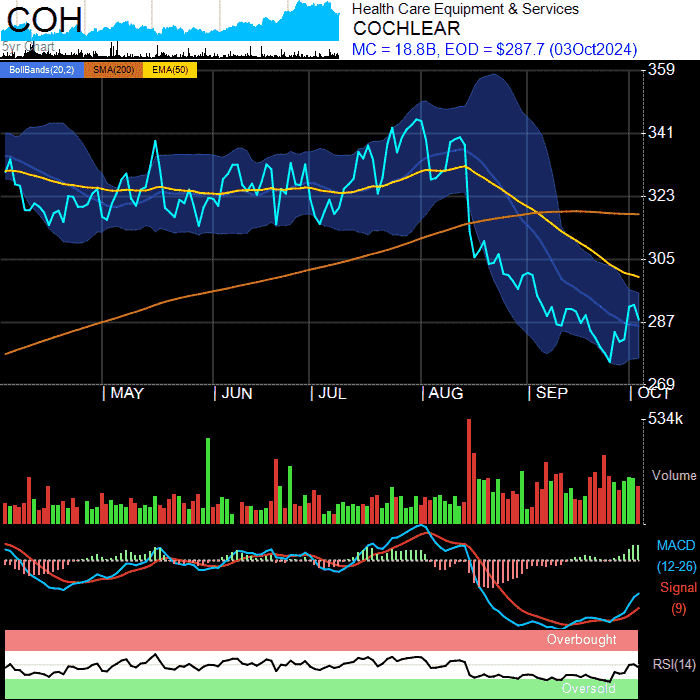 COH
5yr Chart
Health Care Equipment & Services
COCHLEAR
MC = 18.8B, EOD = $287.7 (03Oct2024)
BollBands(20,2) SMA(200) EMA(50)
359
341
323
305
287
269
| MAY | JUN | JUL | AUG | SEP | OCT
534k
Volume
MACD
(12-26)
Signal
(9)
Overbought
RSI(14)
Oversold